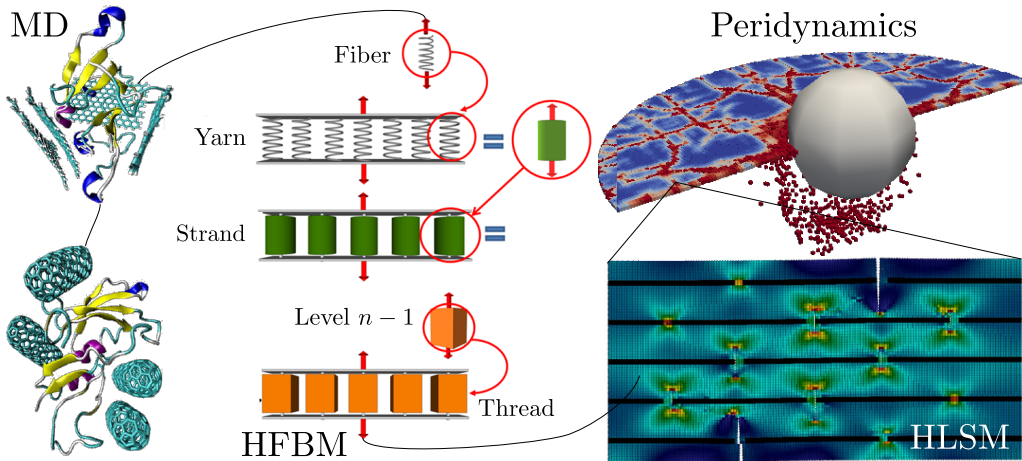 MD
Fiber
Yarn
Strand
Level n − 1
Thread
HFBM
Peridynamics
HLSM